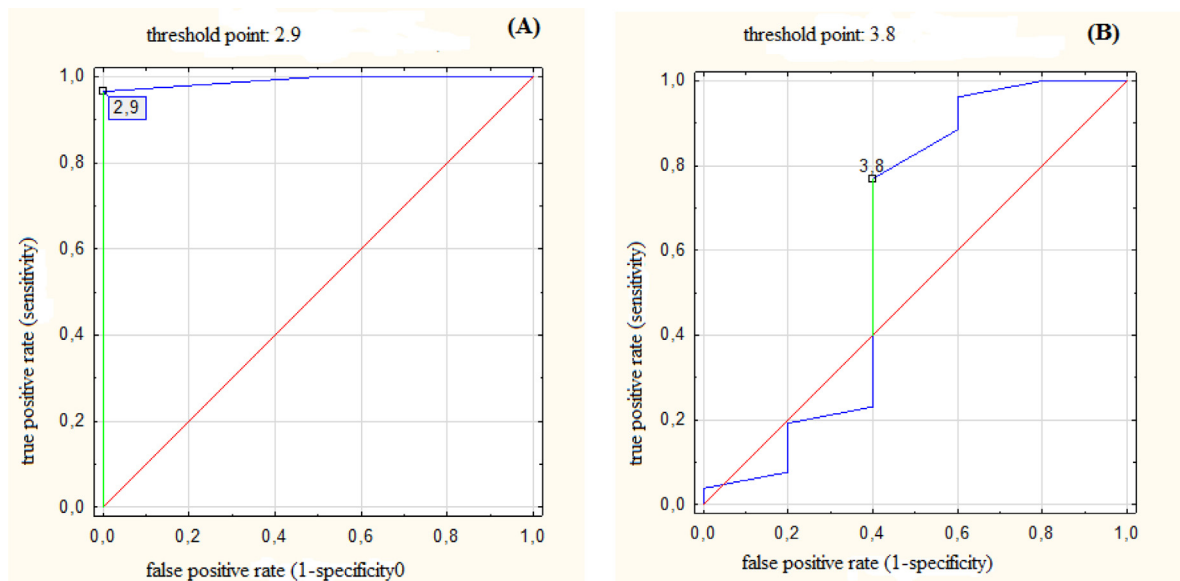 threshold point: 2.9
(A)
1,0
0,8
0,6
0,4
0,2
0,0
2,9
true positive rate (sensitivity)
0,0 0,2 0,4 0,6 0,8 1,0
false positive rate (1-specificity0
threshold point: 3.8
(B)
1,0
0,8
0,6
0,4
0,2
0,0
3,8
true positive rate (sensitivity)
0,0 0,2 0,4 0,6 0,8 1,0
false positive rate (1-specificity)